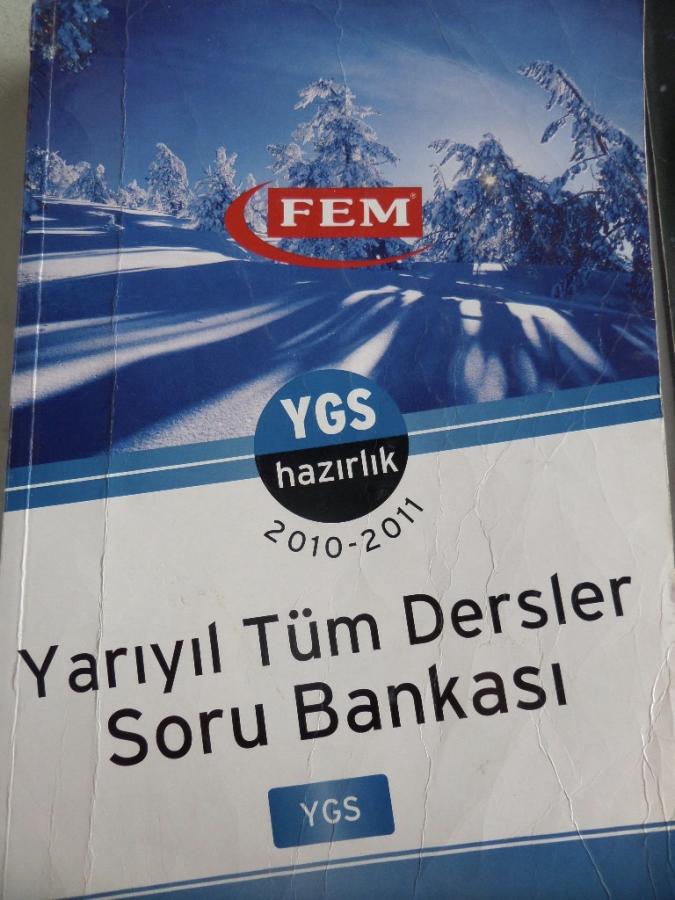 FEM®
YGS
hazırlık
2010-2011
Yarıyıl Tüm Dersler
Soru Bankası
YGS